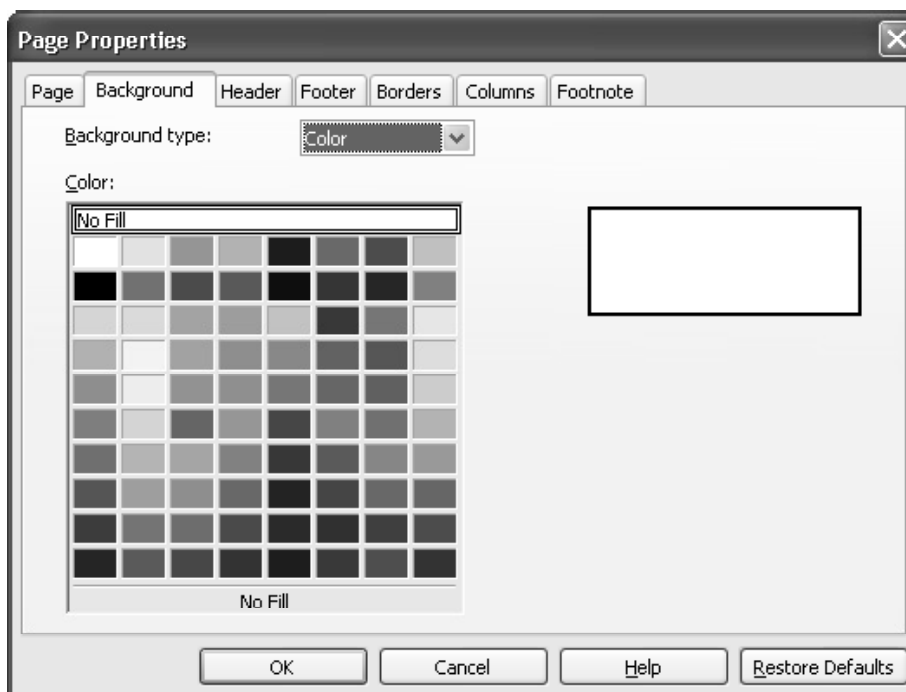 Page Properties
Page Background Header Footer Borders Columns Footnote
Background type: Color
Color:
No Fill
No Fill
OK Cancel Help Restore Defaults